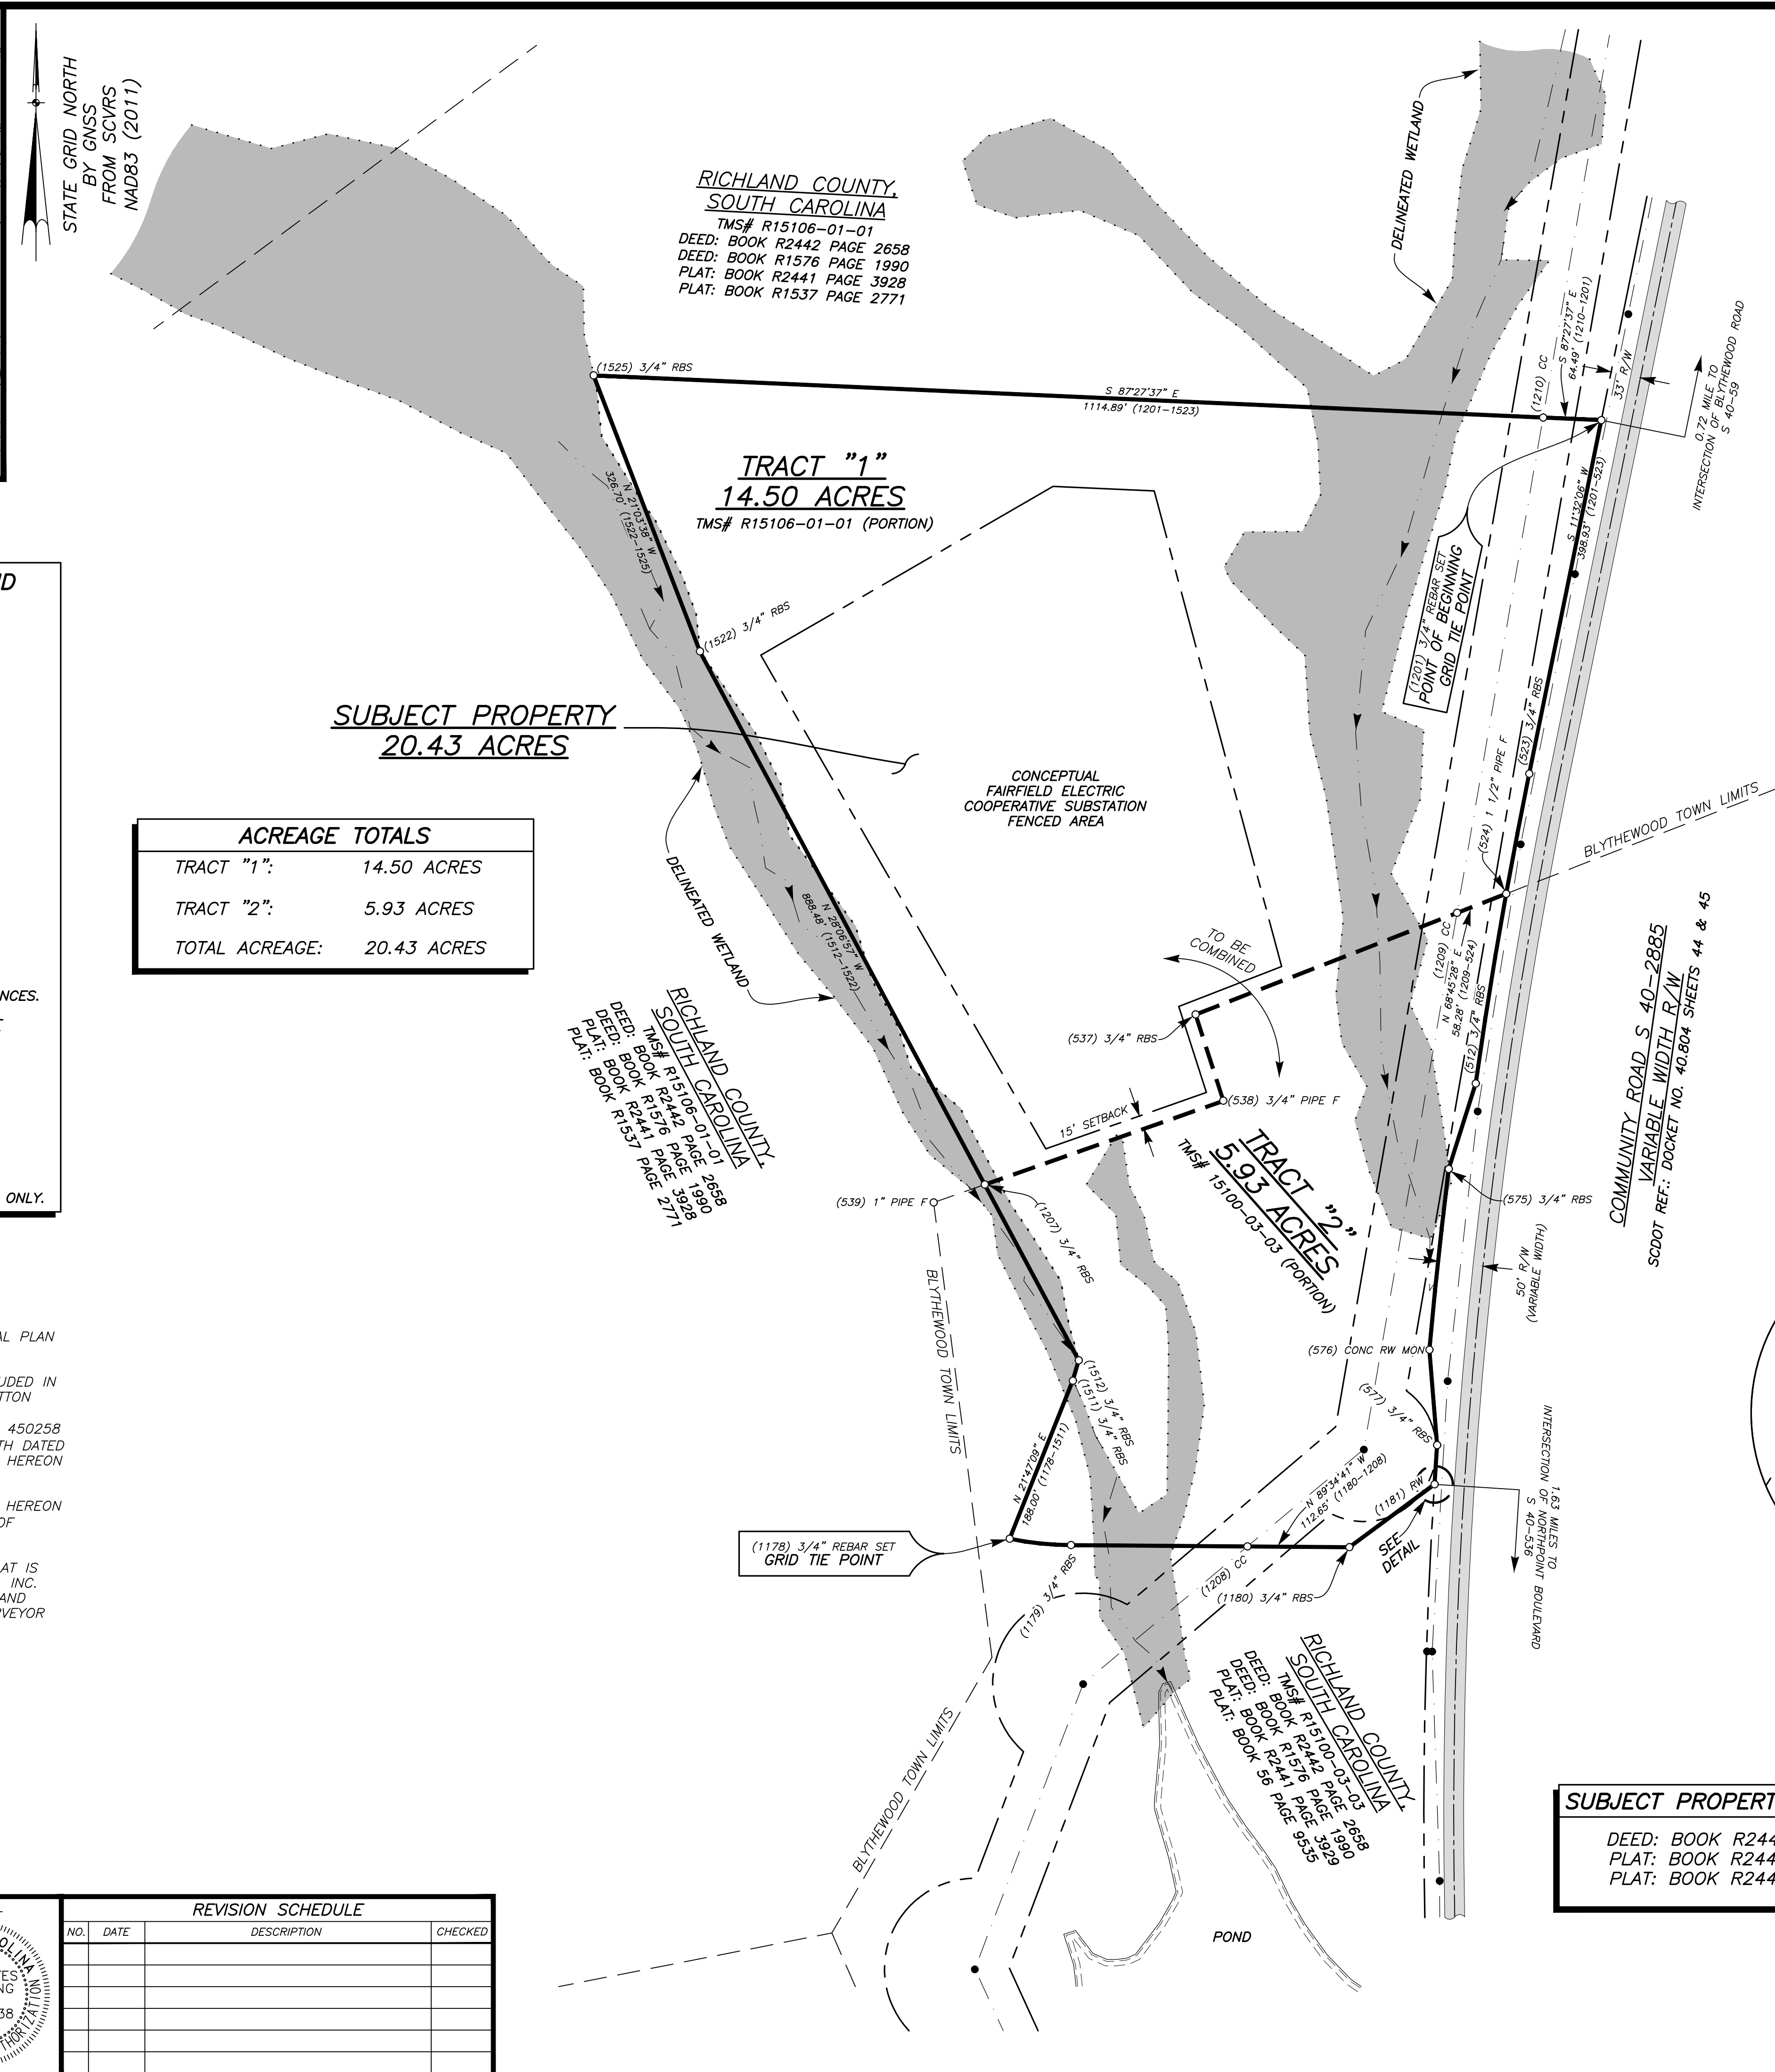 STATE GRID NORTH
BY GNSS
FROM SCVRS
NAD83 (2011)
RICHLAND COUNTY,
SOUTH CAROLINA
TMS# R15106-01-01
DEED: BOOK R2442 PAGE 2658
DEED: BOOK R1576 PAGE 1990
PLAT: BOOK R2441 PAGE 3928
PLAT: BOOK R1537 PAGE 2771
DELINEATED WETLAND
(1525) 3/4" RBS
S 87°27'37" E
1114.89' (1201-1523)
(1210) CC
S 87°27'37" E
64.49' (1210-1201)
33' R/W
0.72 MILE TO
INTERSECTION OF BLYTHEWOOD ROAD
S 40-59
TRACT "1"
14.50 ACRES
TMS# R15106-01-01 (PORTION)
N 21°03'38" W
326.70' (1522-1525)
S 11°32'06" W
398.93' (1201-523)
(1201) 3/4" REBAR SET
POINT OF BEGINNING
GRID TIE POINT
(1522) 3/4" RBS
SUBJECT PROPERTY
20.43 ACRES
CONCEPTUAL
FAIRFIELD ELECTRIC
COOPERATIVE SUBSTATION
FENCED AREA
(523) 3/4" RBS
(524) 1 1/2" PIPE F
BLYTHEWOOD TOWN LIMITS
ACREAGE TOTALS
TRACT "1": 14.50 ACRES
TRACT "2": 5.93 ACRES
TOTAL ACREAGE: 20.43 ACRES
DELINEATED WETLAND
N 28°06'57" W
888.48' (1512-1522)
TO BE
COMBINED
(1209) CC
N 68°45'28" E
58.28' (1209-524)
(512) 3/4" RBS
COMMUNITY ROAD S 40-2885
VARIABLE WIDTH R/W
SCDOT REF.: DOCKET NO. 40.804 SHEETS 44 & 45
NCES.
ONLY.
RICHLAND COUNTY,
SOUTH CAROLINA
TMS# R15106-01-01
DEED: BOOK R2442 PAGE 2658
DEED: BOOK R1576 PAGE 1990
PLAT: BOOK R2441 PAGE 3928
PLAT: BOOK R1537 PAGE 2771
(537) 3/4" RBS
(538) 3/4" PIPE F
15' SETBACK
TRACT "2"
5.93 ACRES
TMS# 15100-03-03 (PORTION)
(539) 1" PIPE F
(1207) 3/4" RBS
(575) 3/4" RBS
50' R/W
(VARIABLE WIDTH)
BLYTHEWOOD TOWN LIMITS
(576) CONC RW MON
(577) 3/4" RBS
(1512) 3/4" RBS
(1511) 3/4" RBS
N 21°47'09" E
188.00' (1178-1511)
N 89°34'41" W
112.65' (1180-1208)
(1181) RW
SEE
DETAIL
1.63 MILES TO
INTERSECTION OF NORTHPOINT BOULEVARD
S 40-536
(1178) 3/4" REBAR SET
GRID TIE POINT
(1179) 3/4" RBS
(1208) CC
(1180) 3/4" RBS
AL PLAN
UDED IN
TTON
450258
TH DATED
HEREON
HEREON
OF
AT IS
INC.
AND
RVEYOR
BLYTHEWOOD TOWN LIMITS
RICHLAND COUNTY,
SOUTH CAROLINA
TMS# R15100-03-03
DEED: BOOK R2442 PAGE 2658
DEED: BOOK R1576 PAGE 1990
PLAT: BOOK R2441 PAGE 3929
PLAT: BOOK 56 PAGE 9535
POND
SUBJECT PROPERT
DEED: BOOK R244
PLAT: BOOK R244
PLAT: BOOK R244
REVISION SCHEDULE
NO. DATE DESCRIPTION CHECKED